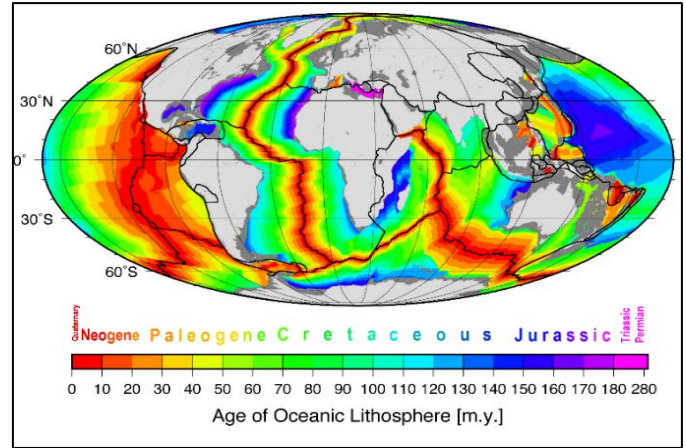 60°N
30°N
0°
30°S
60°S
Quaternary Neogene Paleogene Cretaceous Jurassic Triassic Permian
0 10 20 30 40 50 60 70 80 90 100 110 120 130 140 150 160 170 180 280
Age of Oceanic Lithosphere [m.y.]